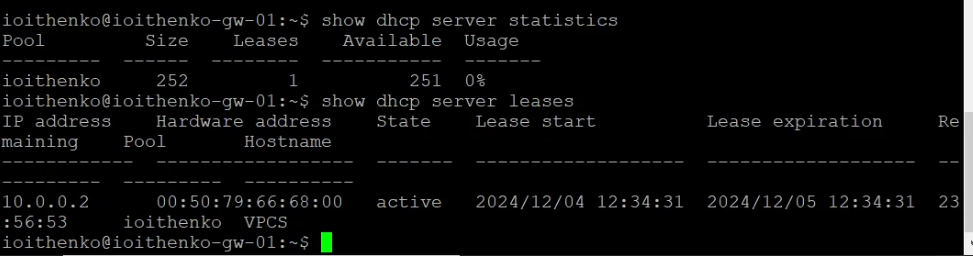 ioithenko@ioithenko-gw-01:~$ show dhcp server statistics
Pool         Size    Leases    Available  Usage
---------  ------  --------  -----------  -------
ioithenko     252         1          251  0%
ioithenko@ioithenko-gw-01:~$ show dhcp server leases
IP address    Hardware address    State    Lease start          Lease expiration     Re
maining    Pool       Hostname
------------  ------------------  -------  -------------------  -------------------  --
---------  ---------  ----------
10.0.0.2      00:50:79:66:68:00   active   2024/12/04 12:34:31  2024/12/05 12:34:31  23
:56:53     ioithenko  VPCS
ioithenko@ioithenko-gw-01:~$